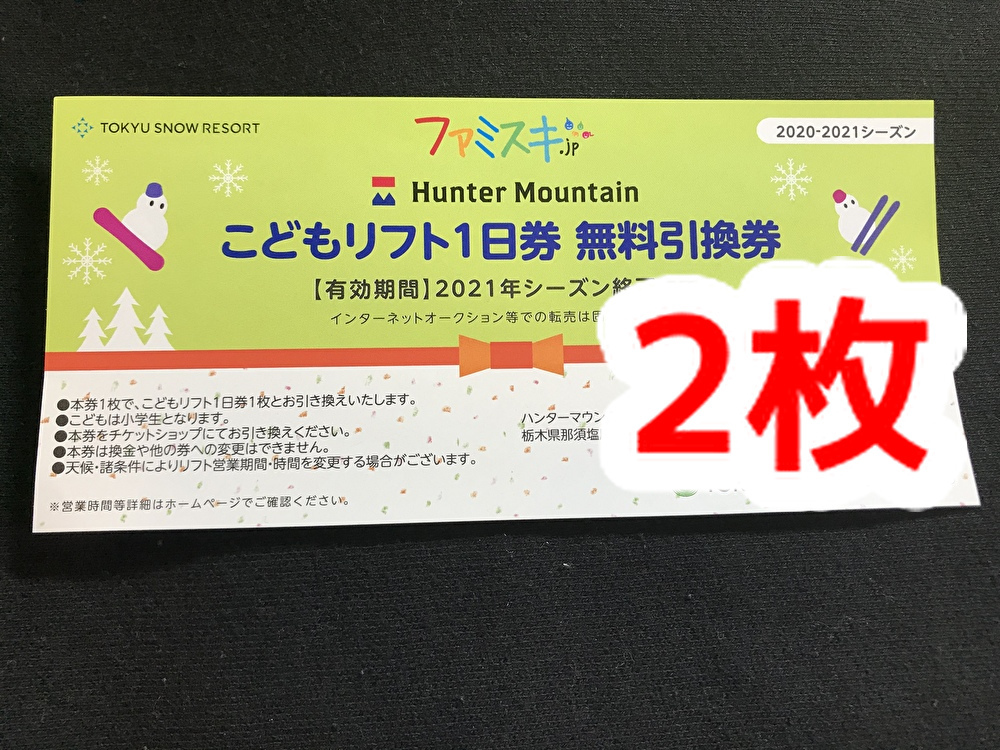 TOKYU SNOW RESORT
ファミスキ.jp
2020-2021シーズン
Hunter Mountain
こどもリフト1日券 無料引換券
【有効期間】2021年シーズン終
インターネットオークション等での転売は
2枚
●本券1枚で、こどもリフト1日券1枚とお引き換えいたします。
●こどもは小学生となります。
●本券をチケットショップにてお引き換えください。
●本券は換金や他の券への変更はできません。
●天候・諸条件によりリフト営業期間・時間を変更する場合がございます。
※営業時間等詳細はホームページでご確認ください。
ハンターマウン
栃木県那須塩